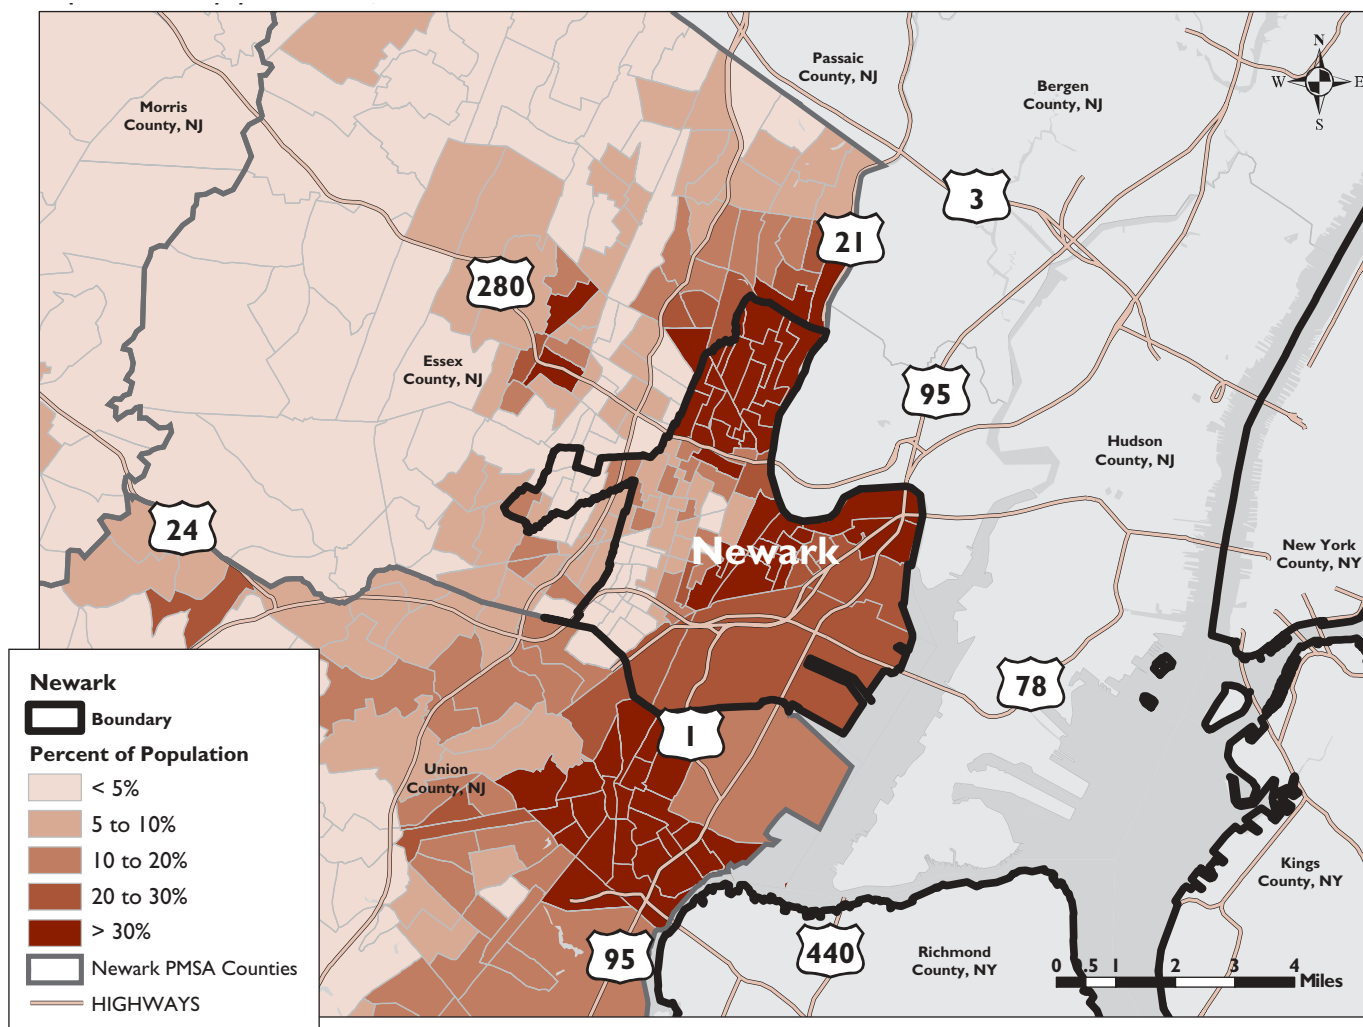 Passaic
County, NJ
Bergen
County, NJ
N
W
E
S
Morris
County, NJ
3
21
280
Essex
County, NJ
95
Hudson
County, NJ
24
Newark
New York
County, NY
78
1
Union
County, NJ
Kings
County, NY
95
440
Richmond
County, NY
0 .5 1 2 3 4
Miles
Newark
Boundary
Percent of Population
< 5%
5 to 10%
10 to 20%
20 to 30%
> 30%
Newark PMSA Counties
HIGHWAYS